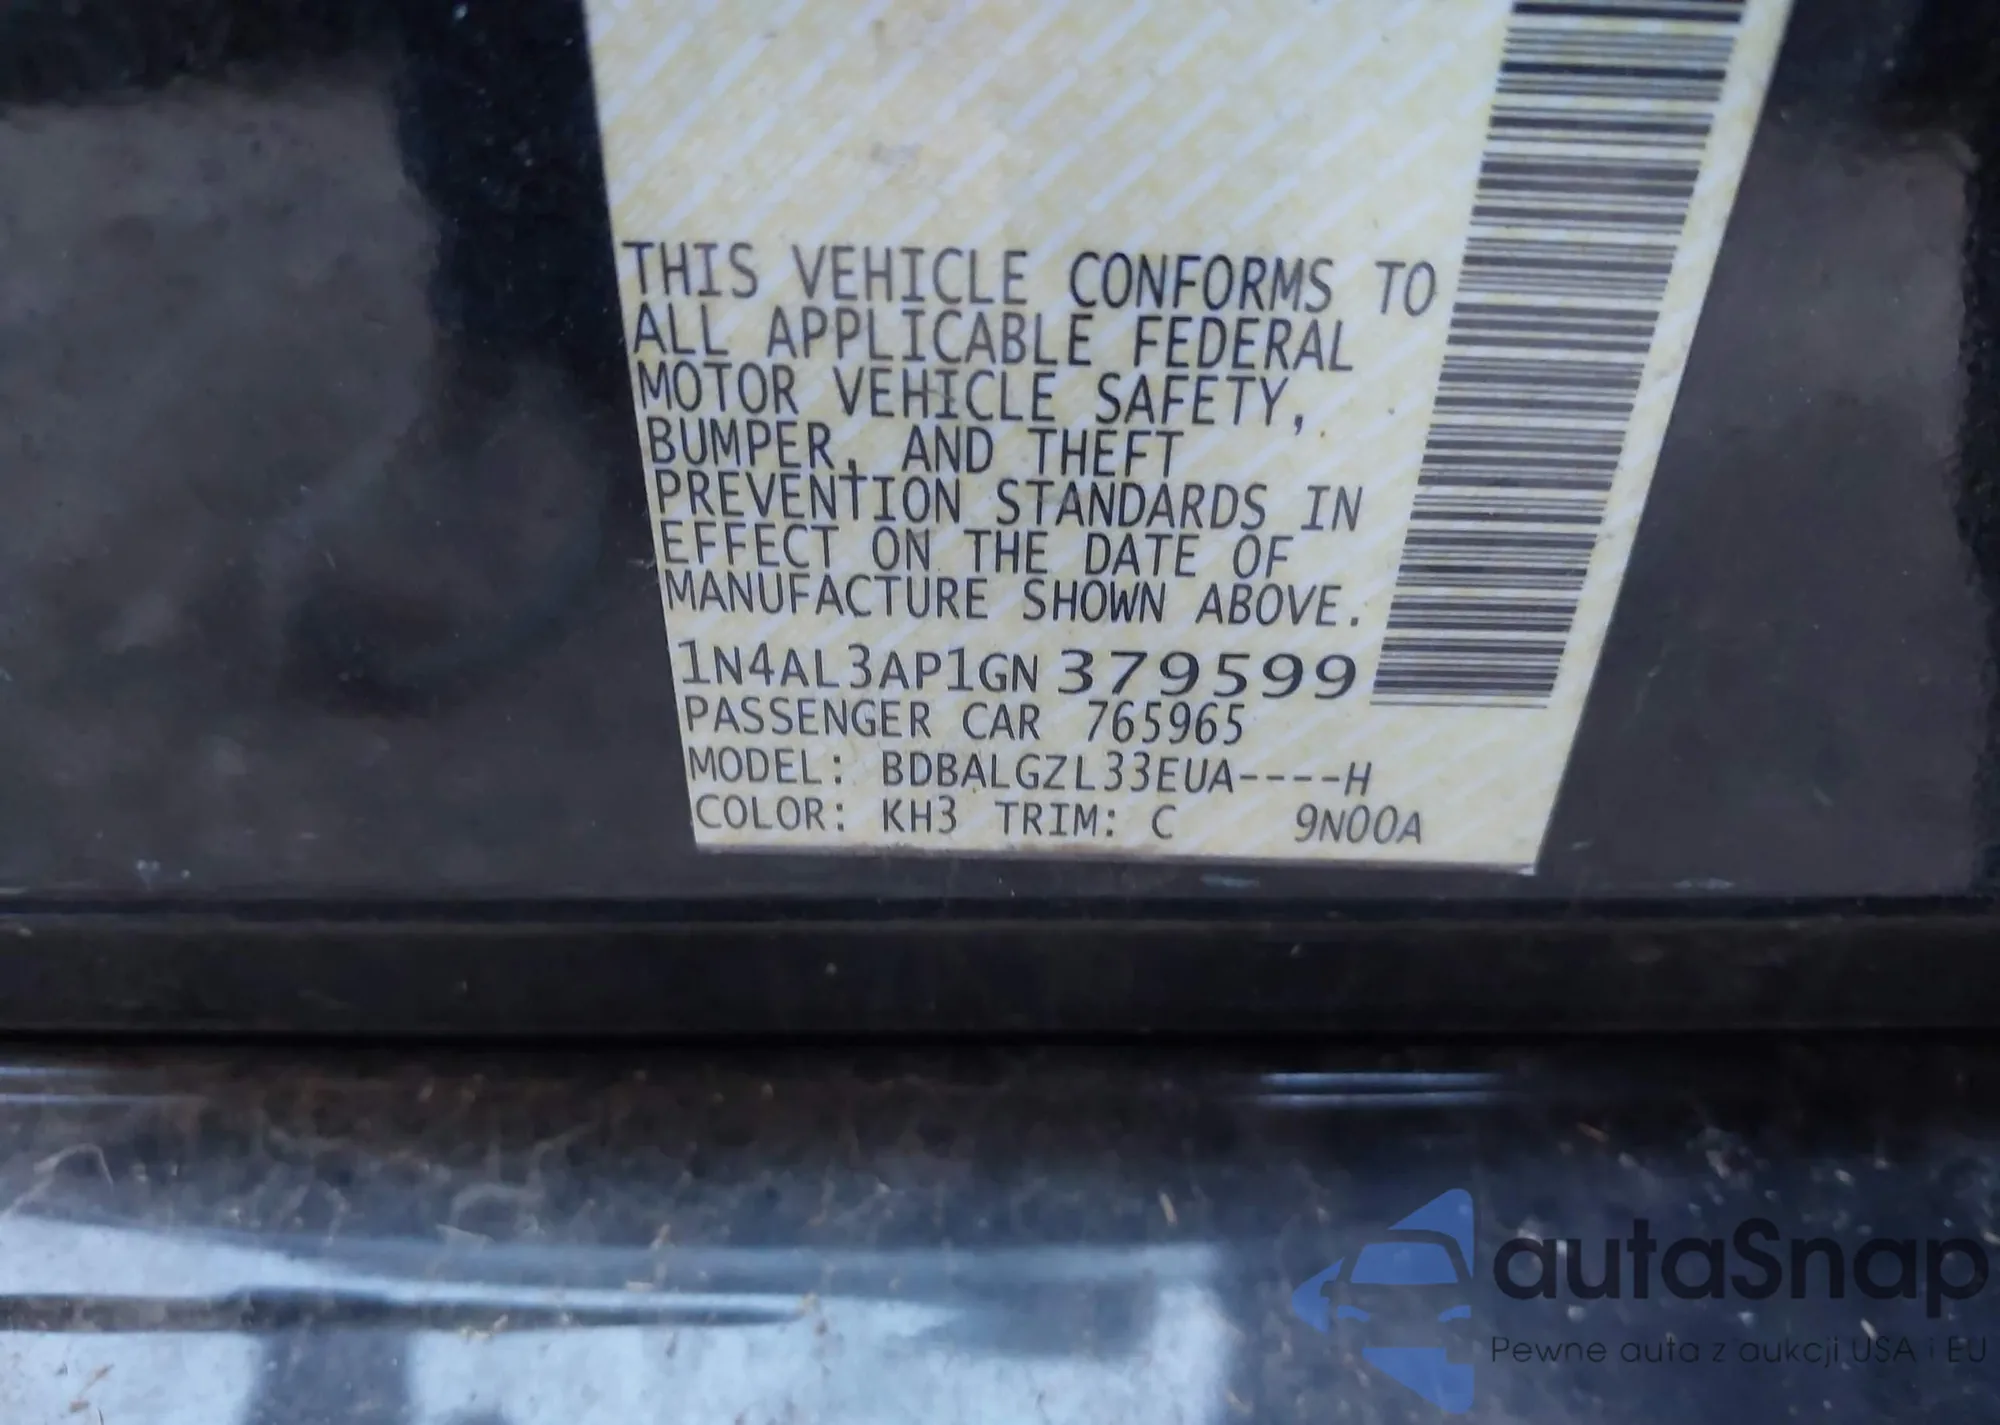 THIS VEHICLE CONFORMS TO
ALL APPLICABLE FEDERAL
MOTOR VEHICLE SAFETY,
BUMPER, AND THEFT
PREVENTION STANDARDS IN
EFFECT ON THE DATE OF
MANUFACTURE SHOWN ABOVE.
1N4AL3AP1GN379599
PASSENGER CAR 765965
MODEL: BDBALGZL33EUA----H
COLOR: KH3 TRIM: C 9N00A
autaSnap
Pewne auta z aukcji USA i EU